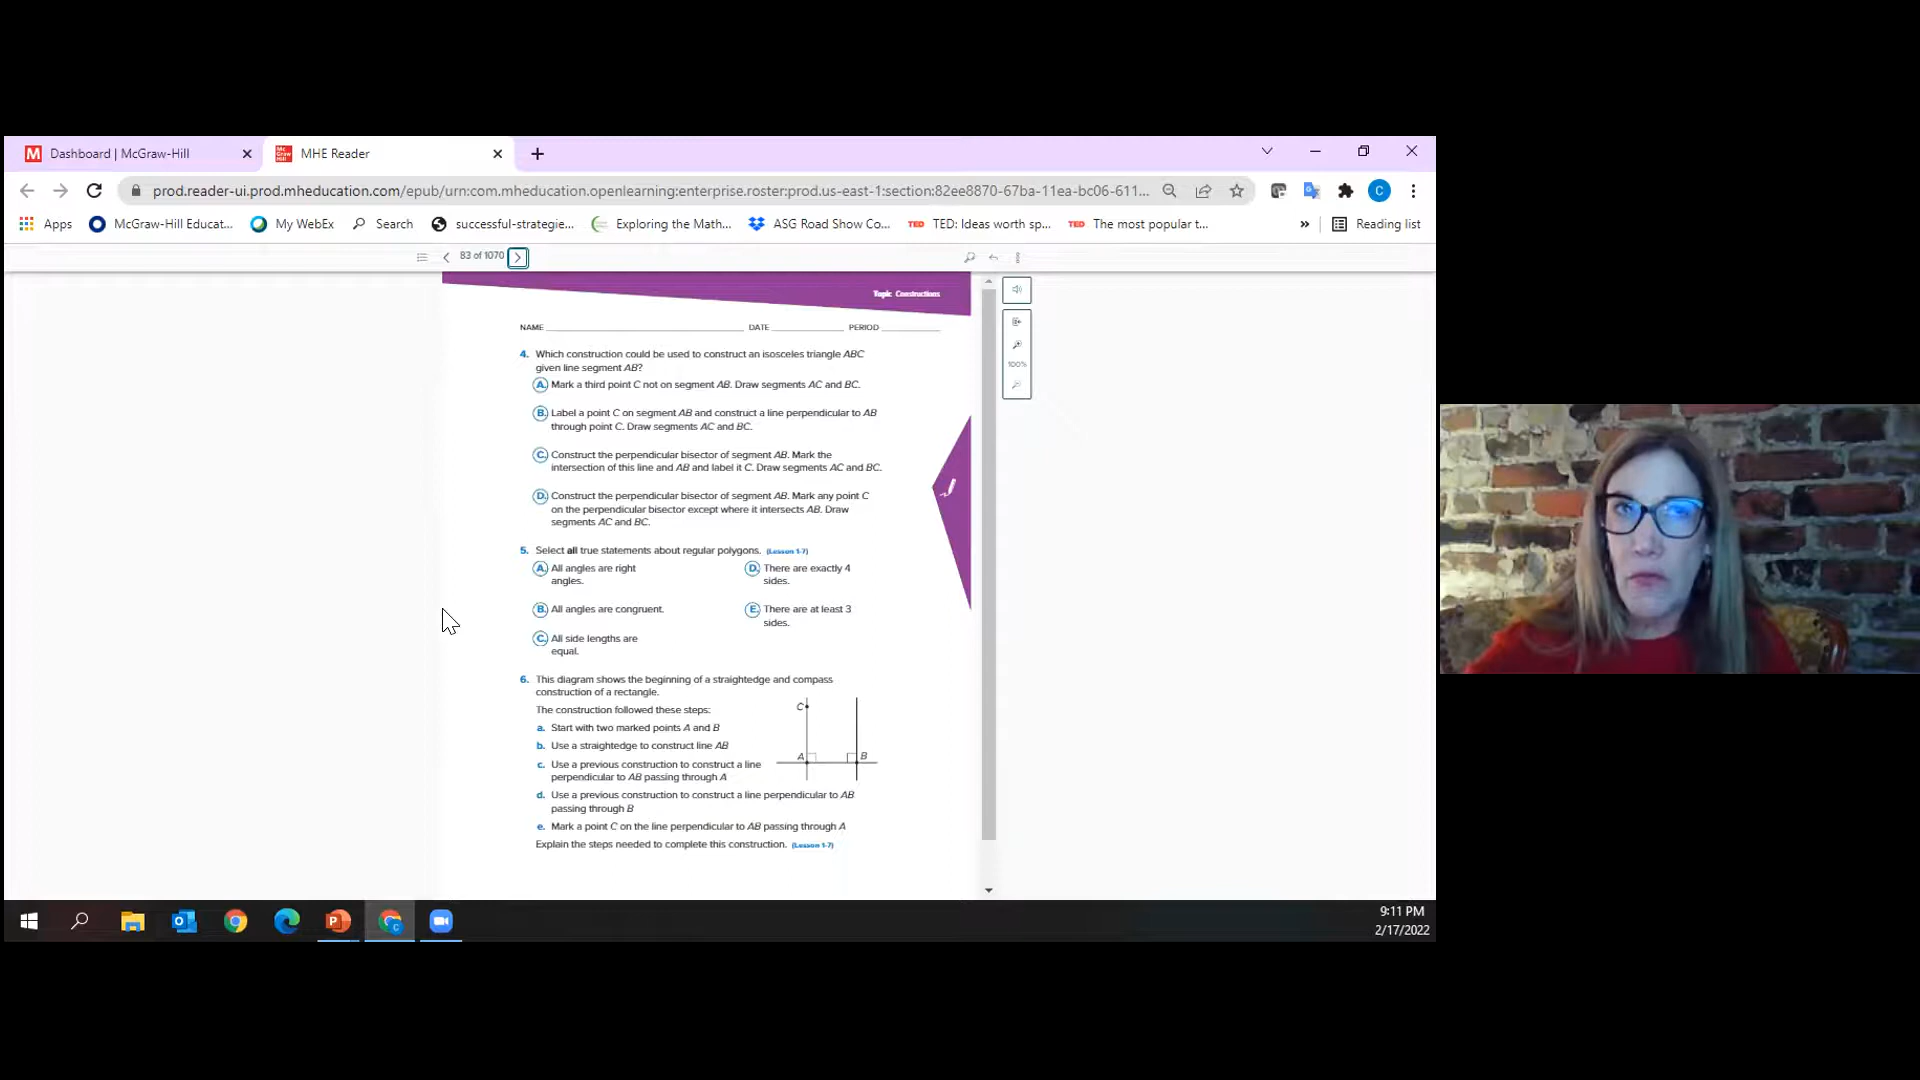 Dashboard | McGraw-Hill
MHE Reader
prod.reader-ui.prod.mheducation.com/epub/urn:com.mheducation.openlearning:enterprise.roster:prod.us-east-1:section:82ee8870-67ba-11ea-bc06-611...
C
Apps
McGraw-Hill Educat...
My WebEx
Search
successful-strategie...
Exploring the Math...
ASG Road Show Co...
TED: Ideas worth sp...
The most popular t...
»
Reading list
83 of 1070
Topic Constructions
NAME DATE PERIOD
4. Which construction could be used to construct an isosceles triangle ABC
given line segment AB?
A. Mark a third point C not on segment AB. Draw segments AC and BC.
B. Label a point C on segment AB and construct a line perpendicular to AB
through point C. Draw segments AC and BC.
C. Construct the perpendicular bisector of segment AB. Mark the
intersection of this line and AB and label it C. Draw segments AC and BC.
D. Construct the perpendicular bisector of segment AB. Mark any point C
on the perpendicular bisector except where it intersects AB. Draw
segments AC and BC.
5. Select all true statements about regular polygons. (Lesson 1-7)
A. All angles are right
angles.
B. All angles are congruent.
C. All side lengths are
equal.
D. There are exactly 4
sides.
E. There are at least 3
sides.
6. This diagram shows the beginning of a straightedge and compass
construction of a rectangle.
The construction followed these steps:
a. Start with two marked points A and B
b. Use a straightedge to construct line AB
c. Use a previous construction to construct a line
perpendicular to AB passing through A
d. Use a previous construction to construct a line perpendicular to AB
passing through B
e. Mark a point C on the line perpendicular to AB passing through A
Explain the steps needed to complete this construction. (Lesson 1-7)
C
A
B
100%
9:11 PM
2/17/2022